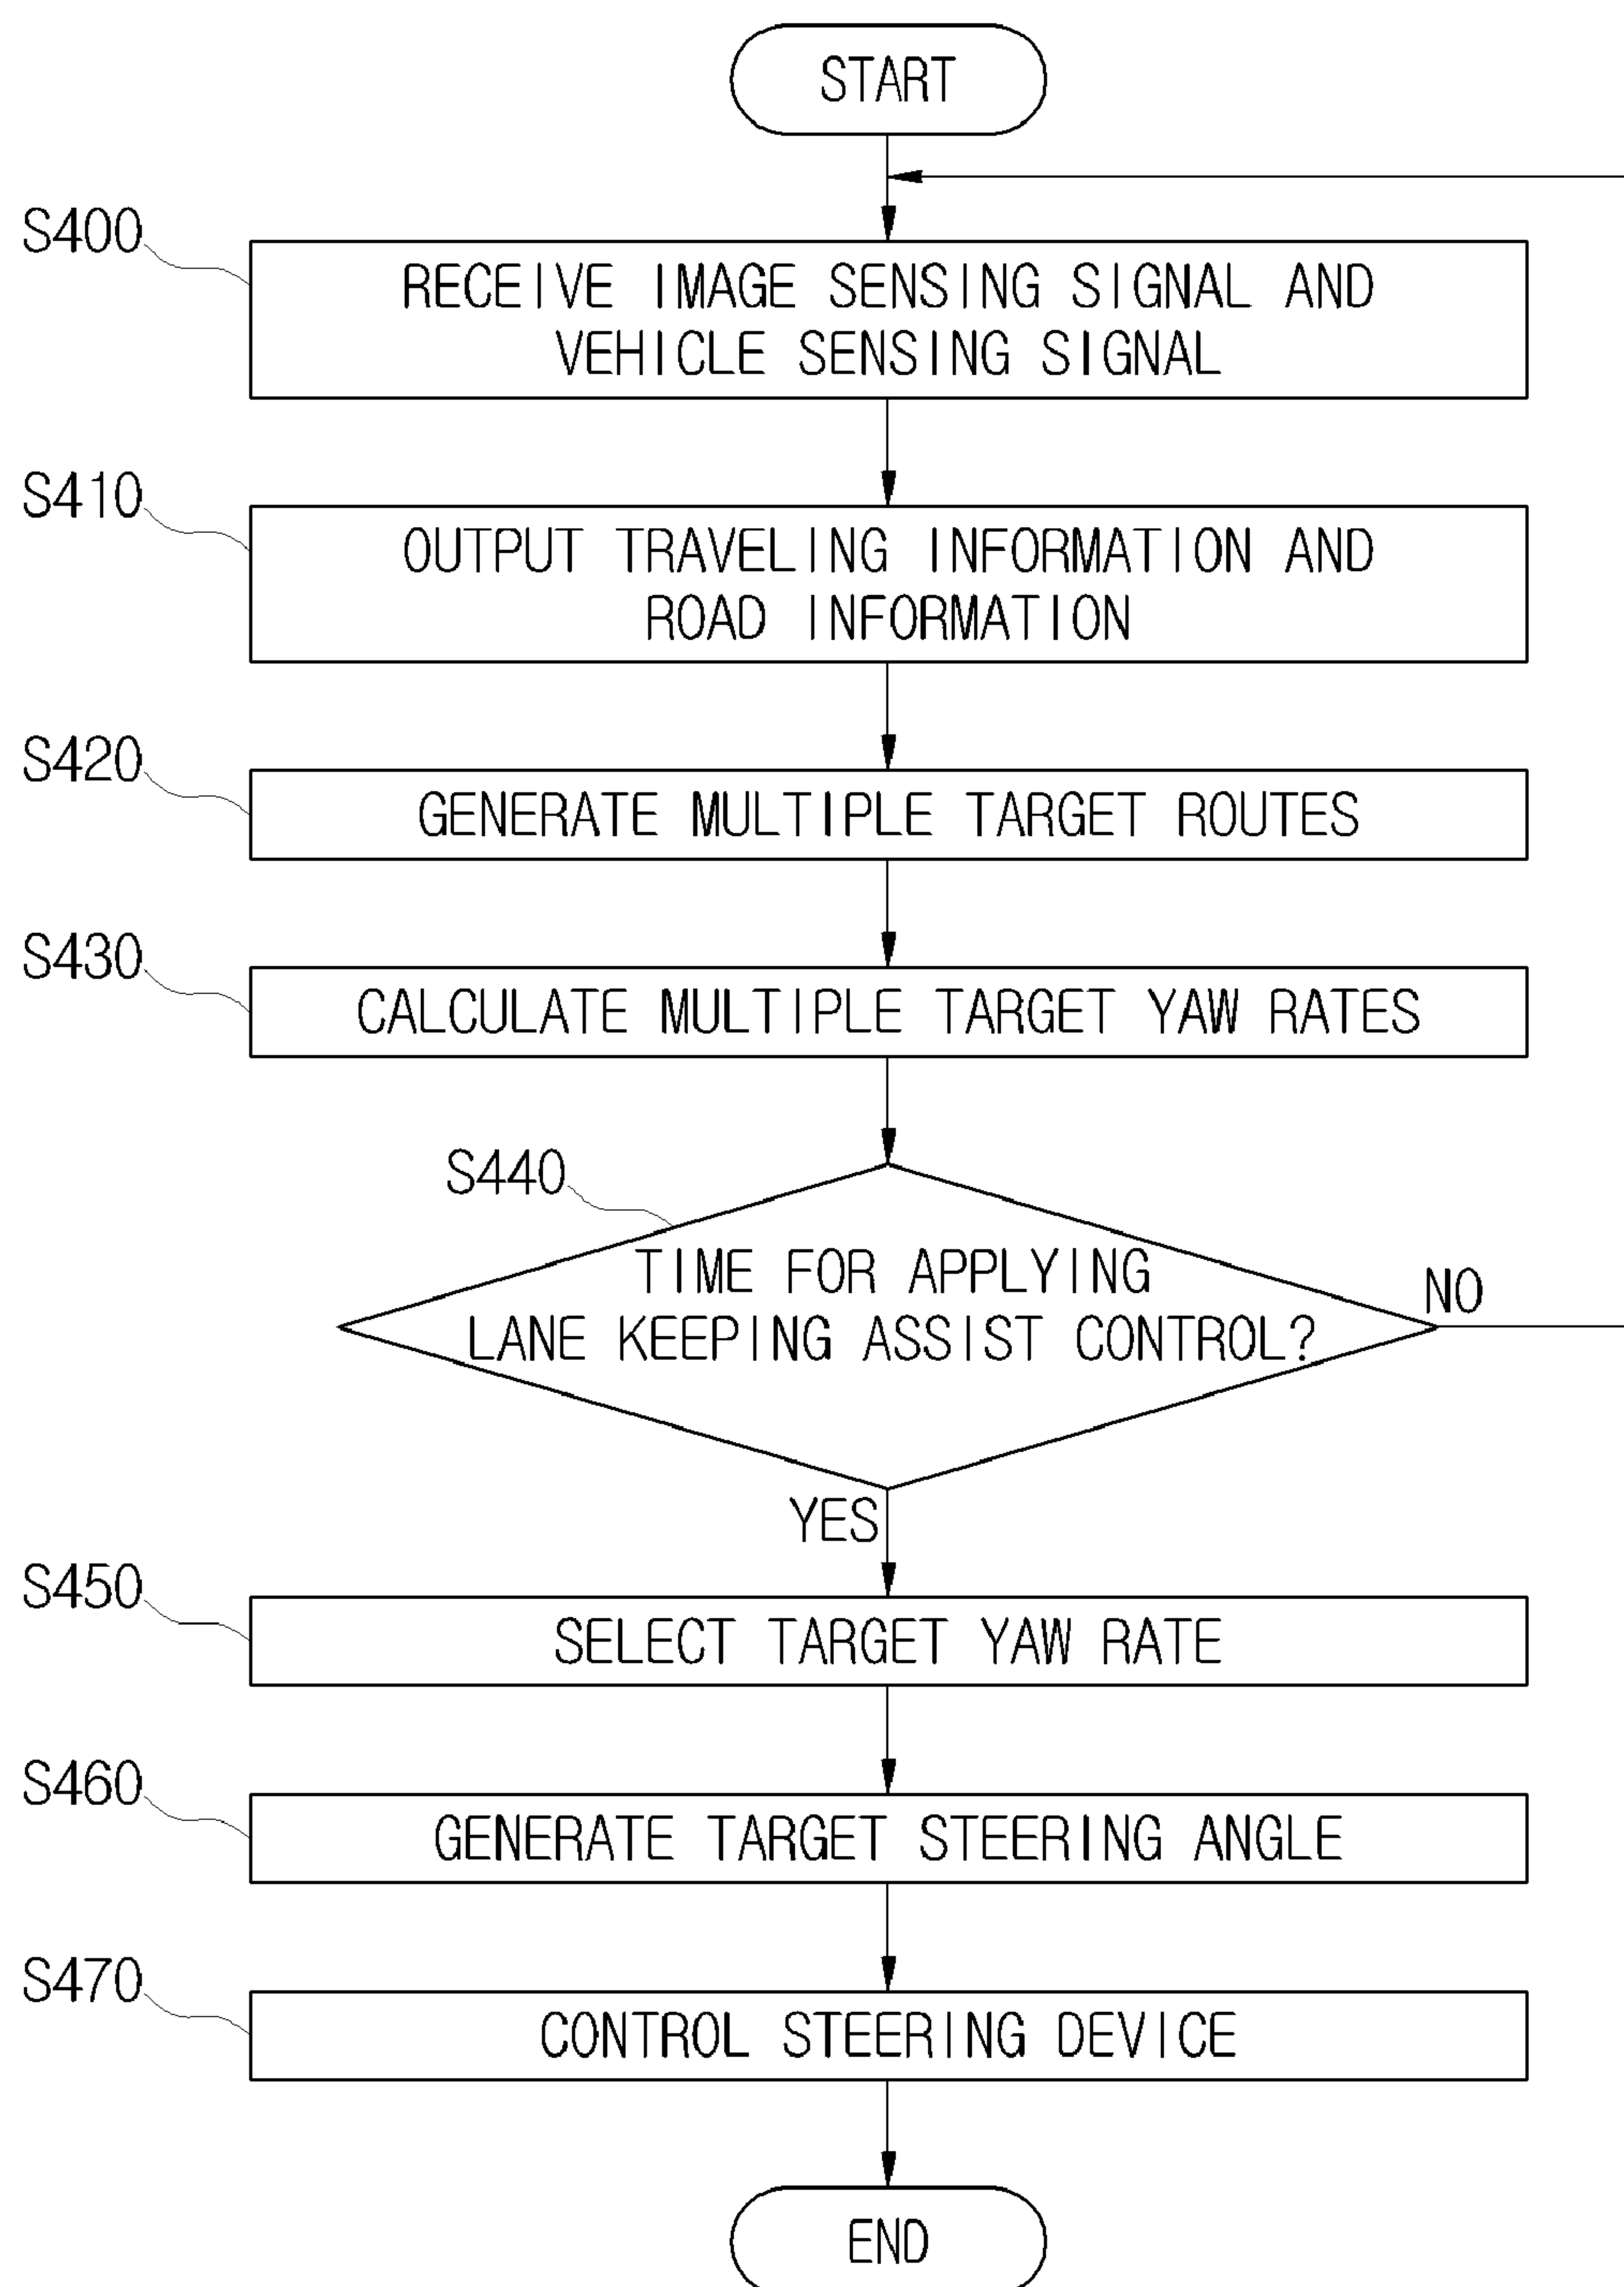 START
S400
RECEIVE IMAGE SENSING SIGNAL AND
VEHICLE SENSING SIGNAL
S410
OUTPUT TRAVELING INFORMATION AND
ROAD INFORMATION
S420
GENERATE MULTIPLE TARGET ROUTES
S430
CALCULATE MULTIPLE TARGET YAW RATES
S440
TIME FOR APPLYING
LANE KEEPING ASSIST CONTROL?
NO
YES
S450
SELECT TARGET YAW RATE
S460
GENERATE TARGET STEERING ANGLE
S470
CONTROL STEERING DEVICE
END